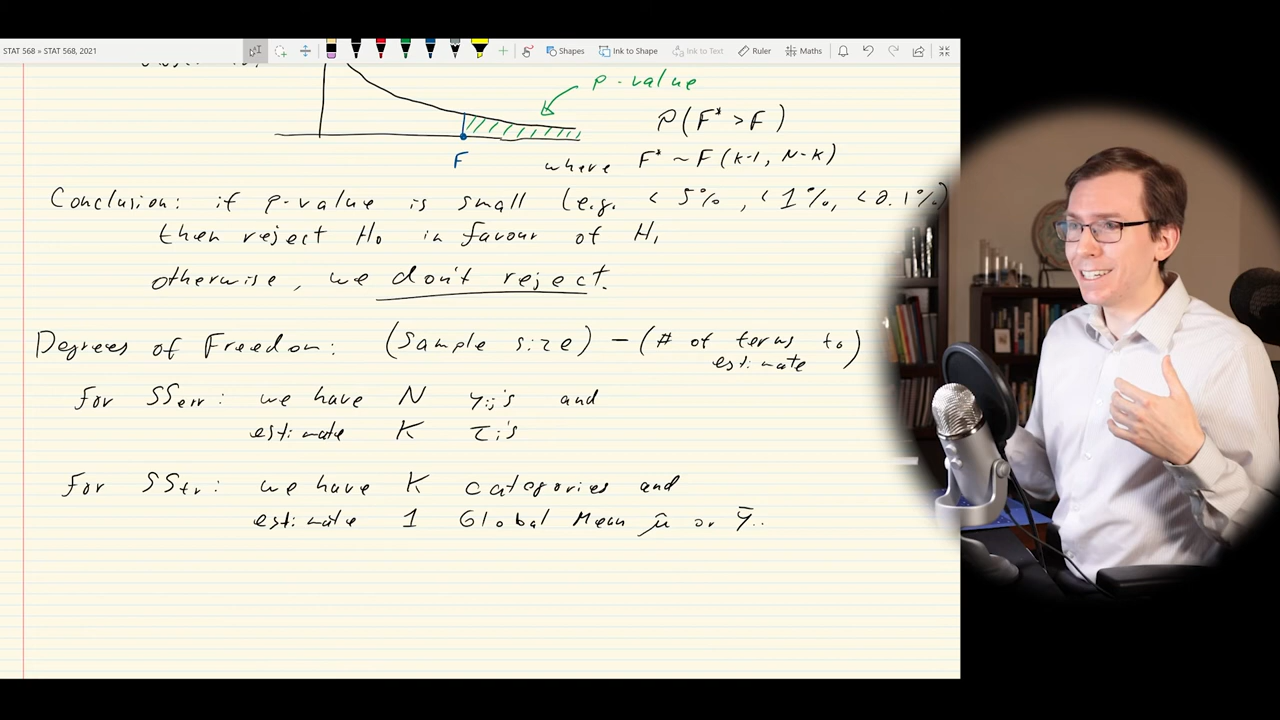 STAT 568 » STAT 568, 2021
Shapes
Ink to Shape
Ink to Text
Ruler
Maths
p-value
P(F* > F)
F
where F* ~ F(k-1, N-k)
Conclusion: if p-value is small (e.g. < 5%, < 1%, < 0.1%)
then reject H₀ in favour of H₁
otherwise, we don't reject.
Degrees of Freedom: (Sample size) - (# of terms to estimate)
For SSerr: we have N yij's and
estimate K τi's
For SStr: we have K categories and
estimate 1 Global Mean μ̂ or ȳ..